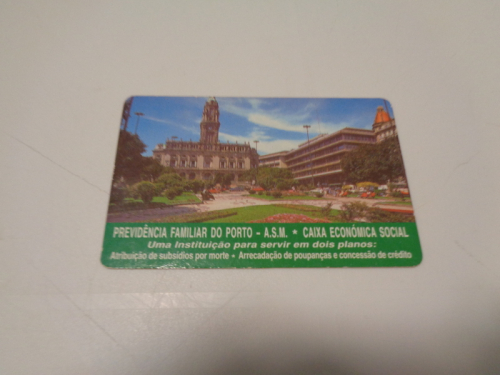 PREVIDÊNCIA FAMILIAR DO PORTO - A.S.M. * CAIXA ECONÓMICA SOCIAL
Uma Instituição para servir em dois planos:
Atribuição de subsídios por morte • Arrecadação de poupanças e concessão de crédito